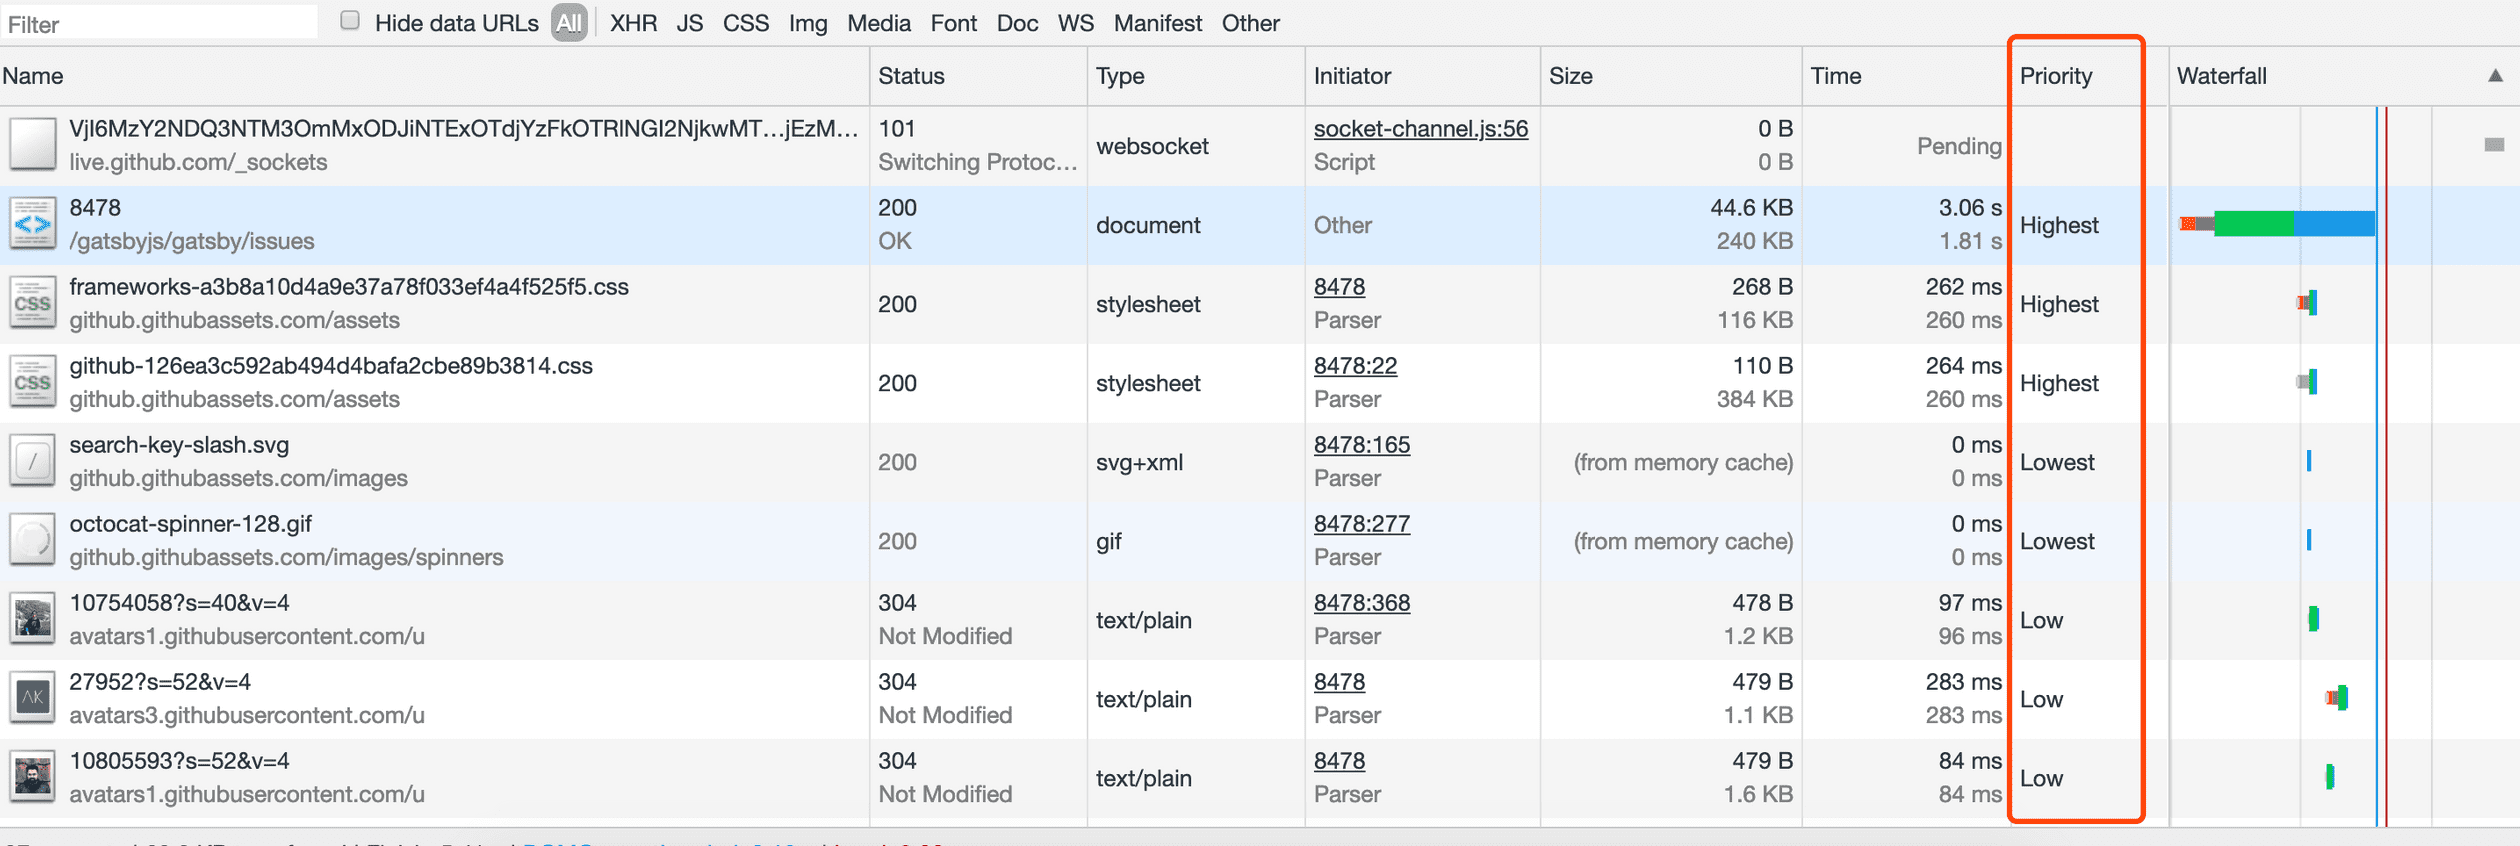 Filter Hide data URLs All XHR JS CSS Img Media Font Doc WS Manifest Other
Name Status Type Initiator Size Time Priority Waterfall ▲
VjI6MzY2NDQ3NTM3OmMxODJiNTExOTdjYzFkOTRlNGI2NjkwMT...jEzM... 101 socket-channel.js:56 0 B
websocket Pending
live.github.com/_sockets Switching Protoc... Script 0 B
8478 200 44.6 KB 3.06 s
document Other Highest
/gatsbyjs/gatsby/issues OK 240 KB 1.81 s
frameworks-a3b8a10d4a9e37a78f033ef4a4f525f5.css 8478 268 B 262 ms
CSS 200 stylesheet Highest
github.githubassets.com/assets Parser 116 KB 260 ms
github-126ea3c592ab494d4bafa2cbe89b3814.css 8478:22 110 B 264 ms
CSS 200 stylesheet Highest
github.githubassets.com/assets Parser 384 KB 260 ms
search-key-slash.svg 8478:165 0 ms
/ 200 svg+xml (from memory cache) Lowest
github.githubassets.com/images Parser 0 ms
octocat-spinner-128.gif 8478:277 0 ms
200 gif (from memory cache) Lowest
github.githubassets.com/images/spinners Parser 0 ms
10754058?s=40&v=4 304 8478:368 478 B 97 ms
text/plain Low
avatars1.githubusercontent.com/u Not Modified Parser 1.2 KB 96 ms
27952?s=52&v=4 304 8478 479 B 283 ms
AK text/plain Low
avatars3.githubusercontent.com/u Not Modified Parser 1.1 KB 283 ms
10805593?s=52&v=4 304 8478 479 B 84 ms
text/plain Low
avatars1.githubusercontent.com/u Not Modified Parser 1.6 KB 84 ms